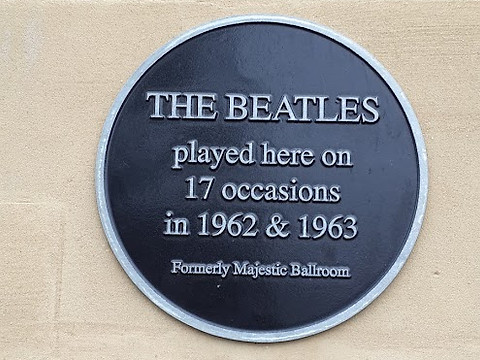 THE BEATLES
played here on
17 occasions
in 1962 & 1963
Formerly Majestic Ballroom